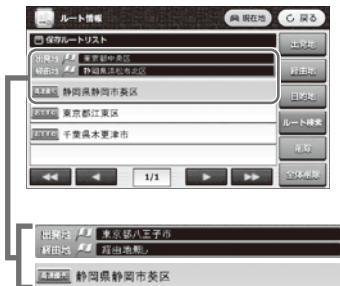 ルート情報
現在地
戻る
保存ルートリスト
出発地 東京都中央区
経由地 静岡県浜松市北区
静岡県静岡市葵区
東京都江東区
千葉県木更津市
出発地
経由地
目的地
ルート検索
削除
全体削除
1/1
出発地 東京都八王子市
経由地 経由地無し
静岡県静岡市葵区